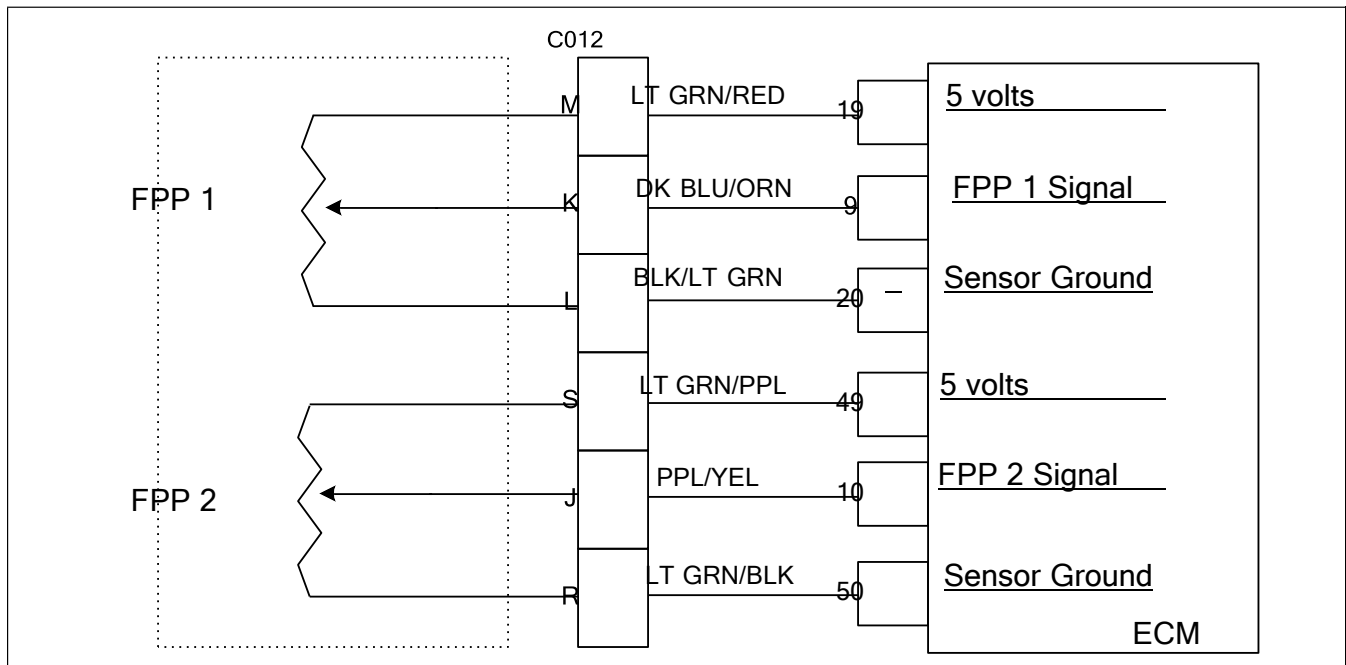 C012
M LT GRN/RED 19 5 volts
FPP 1 K DK BLU/ORN 9 FPP 1 Signal
L BLK/LT GRN 20 – Sensor Ground
S LT GRN/PPL 49 5 volts
FPP 2 J PPL/YEL 10 FPP 2 Signal
R LT GRN/BLK 50 Sensor Ground
ECM